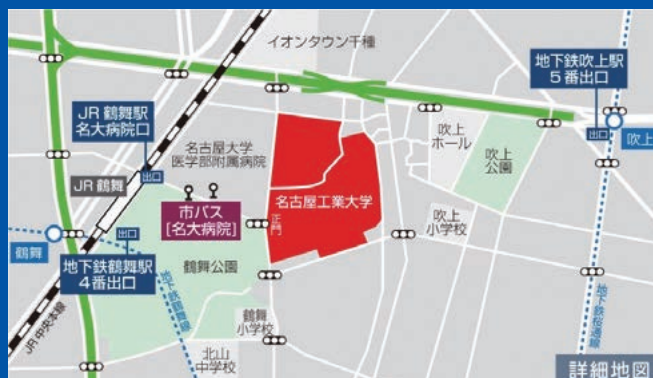 イオンタウン千種
地下鉄吹上駅
5番出口
JR 鶴舞駅
名大病院口
出口
吹上
吹上
ホール
吹上
公園
名古屋大学
医学部附属病院
出口
JR 鶴舞
市バス
[名大病院]
名古屋工業大学
正門
吹上
小学校
出口
鶴舞
地下鉄鶴舞駅
4番出口
鶴舞公園
地下鉄鶴舞線
地下鉄桜通線
JR 中央本線
鶴舞
小学校
北山
中学校
詳細地図